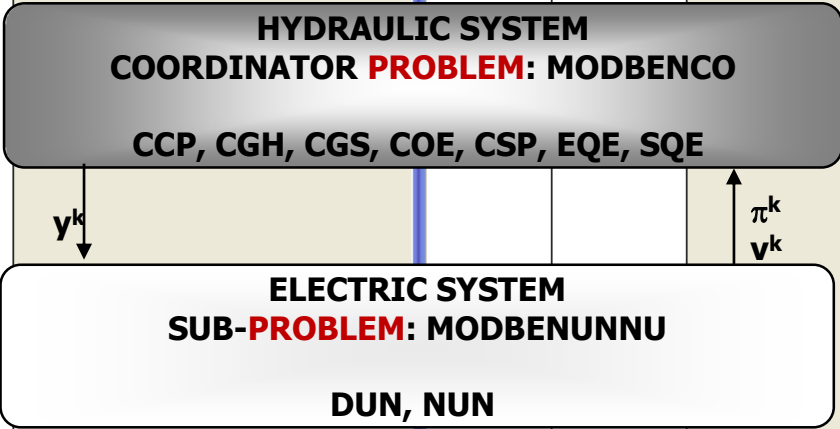 HYDRAULIC SYSTEM
COORDINATOR PROBLEM: MODBENCO
CCP, CGH, CGS, COE, CSP, EQE, SQE
yᵏ
πᵏ
vᵏ
ELECTRIC SYSTEM
SUB-PROBLEM: MODBENUNNU
DUN, NUN